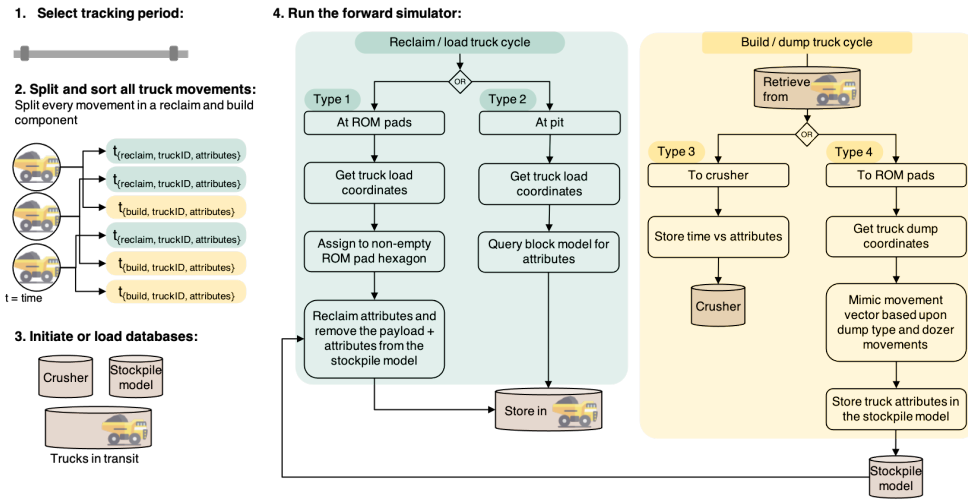 1. Select tracking period:
2. Split and sort all truck movements:
Split every movement in a reclaim and build
component
t{reclaim, truckID, attributes}
t{reclaim, truckID, attributes}
t{build, truckID, attributes}
t{reclaim, truckID, attributes}
t{build, truckID, attributes}
t{build, truckID, attributes}
t = time
3. Initiate or load databases:
Crusher
Stockpile
model
Trucks in transit
4. Run the forward simulator:
Reclaim / load truck cycle
OR
Type 1
At ROM pads
Get truck load
coordinates
Assign to non-empty
ROM pad hexagon
Reclaim attributes and
remove the payload +
attributes from the
stockpile model
Type 2
At pit
Get truck load
coordinates
Query block model for
attributes
Store in
Build / dump truck cycle
Retrieve
from
OR
Type 3
To crusher
Store time vs attributes
Crusher
Type 4
To ROM pads
Get truck dump
coordinates
Mimic movement
vector based upon
dump type and dozer
movements
Store truck attributes in
the stockpile model
Stockpile
model